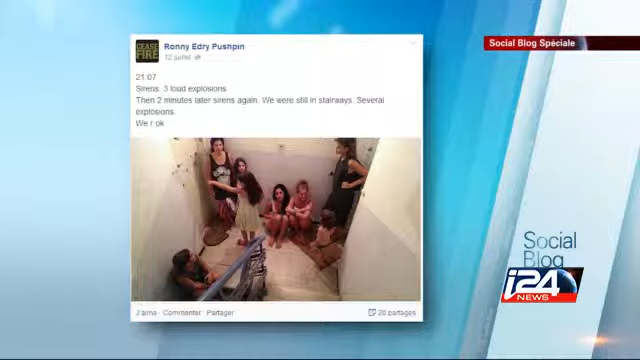 Social Blog Spéciale
CEASE
FIRE
Ronny Edry Pushpin
12 juillet
21:07
Sirens. 3 loud explosions
Then 2 minutes later sirens again. We were still in stairways. Several
explosions.
We r ok
J'aime · Commenter · Partager
20 partages
Social
Blog
i24
NEWS